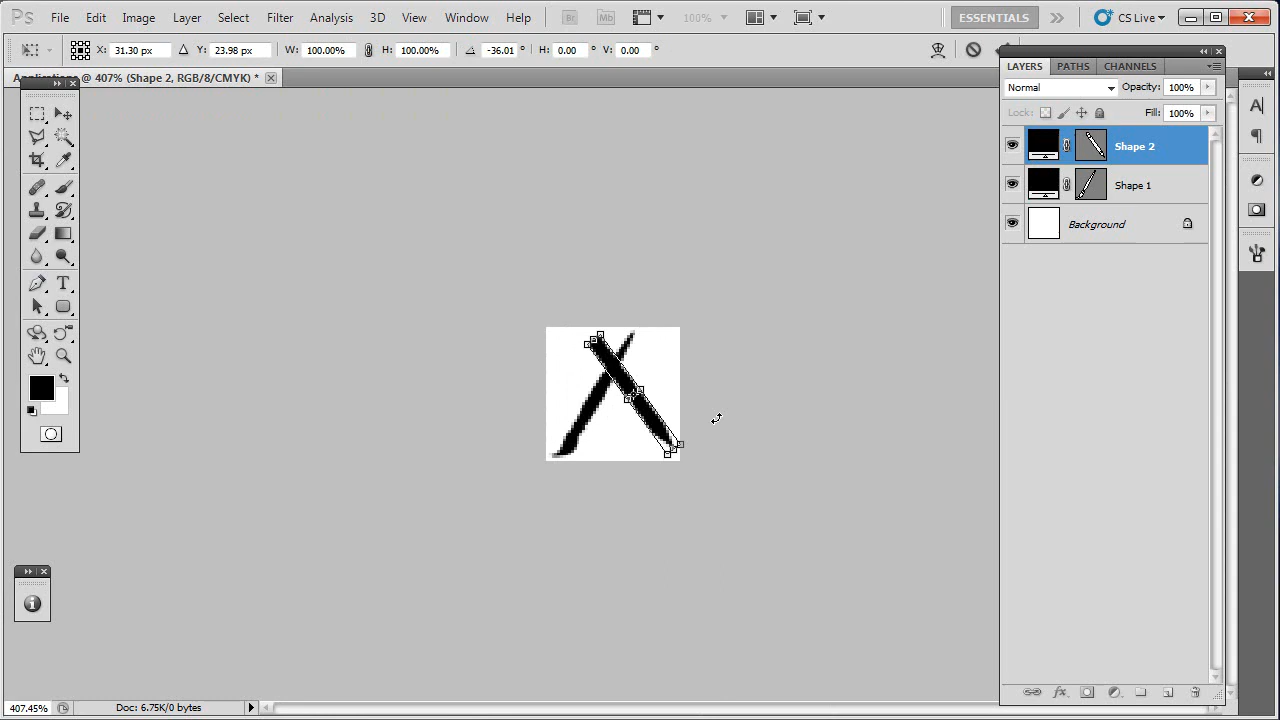 Ps File Edit Image Layer Select Filter Analysis 3D View Window Help Br Mb 100% ESSENTIALS CS Live
X: 31.30 px Y: 23.98 px W: 100.00% H: 100.00% -36.01 ° H: 0.00 ° V: 0.00 °
@ 407% (Shape 2, RGB/8/CMYK) *
LAYERS PATHS CHANNELS
Normal Opacity: 100%
Lock: Fill: 100%
Shape 2
Shape 1
Background
407.45% Doc: 6.75K/0 bytes